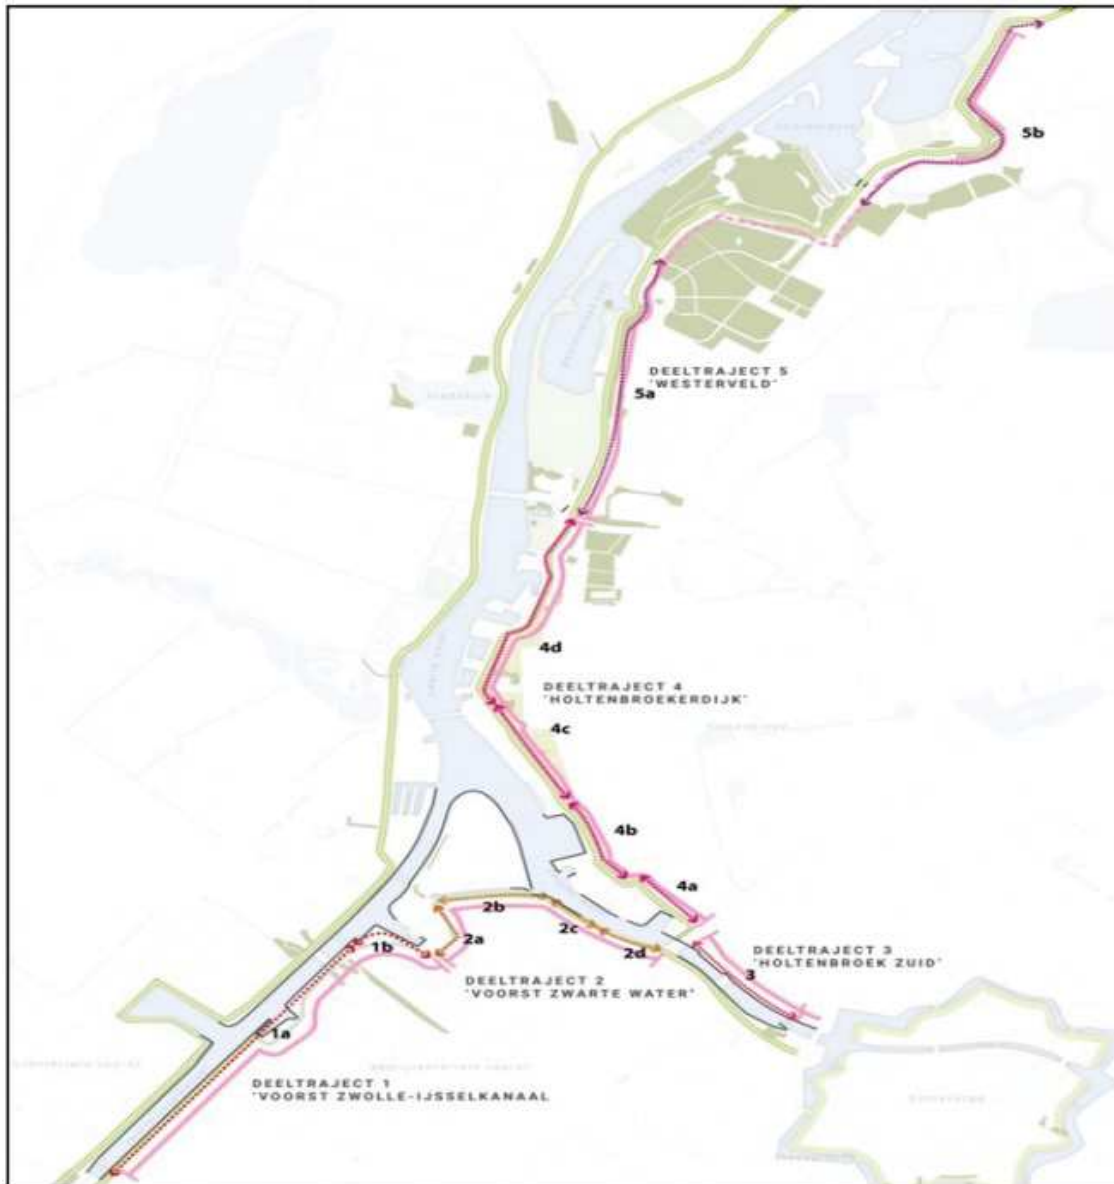 5b
DEELTRAJECT 5
'WESTERVELD'
5a
4d
DEELTRAJECT 4
'HOLTENBROEKERDIJK'
4c
4b
4a
2b
2c
2a
1b
2d
DEELTRAJECT 3
'HOLTENBROEK ZUID'
3
DEELTRAJECT 2
'VOORST ZWARTE WATER'
1a
DEELTRAJECT 1
'VOORST ZWOLLE-IJSSELKANAAL